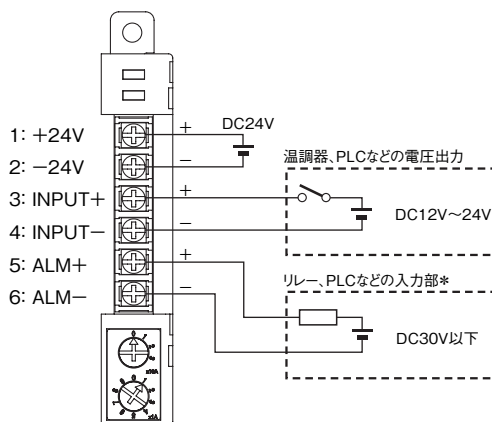 1: +24V
2: −24V
3: INPUT+
4: INPUT−
5: ALM+
6: ALM−
+
−
+
−
+
−
DC24V
温調器、PLCなどの電圧出力
DC12V～24V
リレー、PLCなどの入力部*
DC30V以下
x10A
x1A